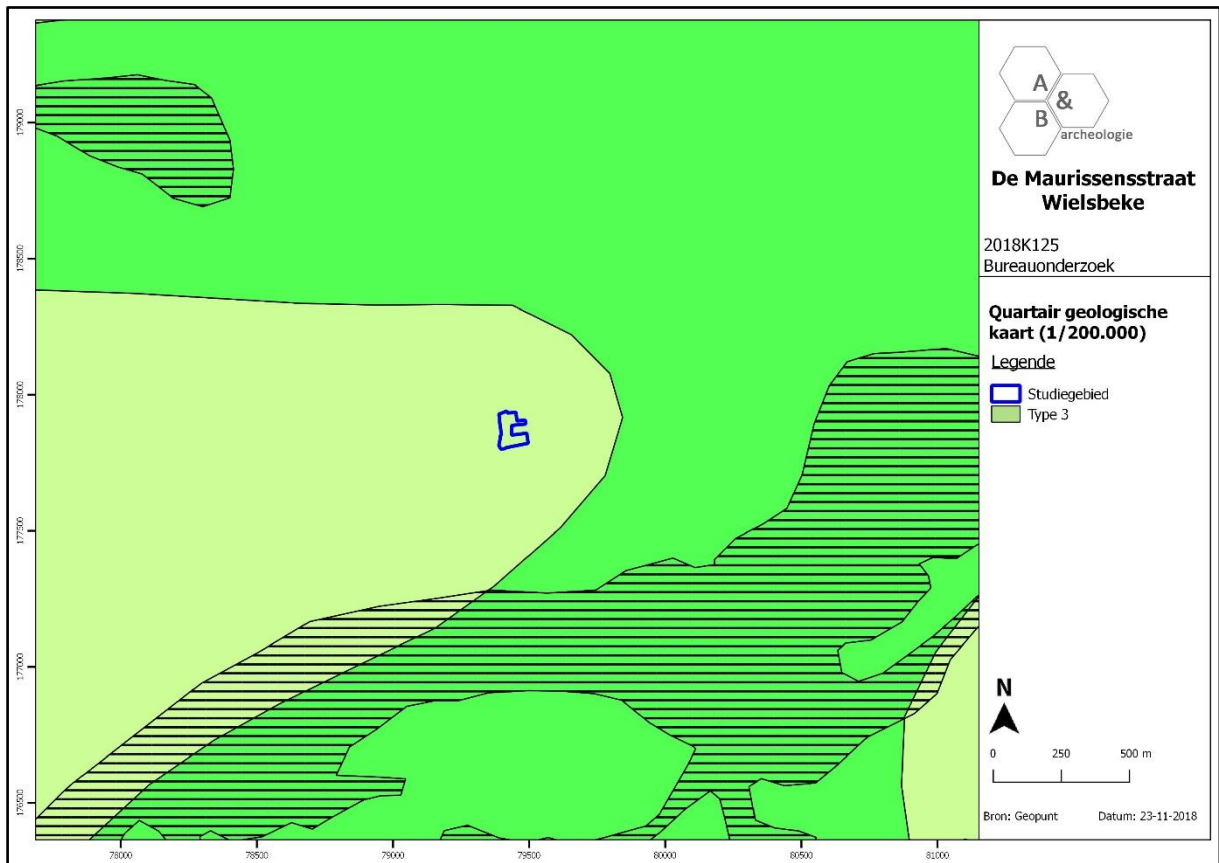 A
&
B
archeologie
De Maurissensstraat
Wielsbeke
2018K125
Bureauonderzoek
Quartair geologische
kaart (1/200.000)
Legende
Studiegebied
Type 3
N
0 250 500 m
Bron: Geopunt Datum: 23-11-2018
179000
178500
178000
177500
177000
176500
78000 78500 79000 79500 80000 80500 81000